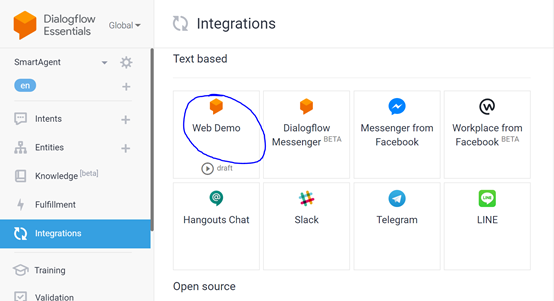 Dialogflow
Essentials
Global
Integrations
SmartAgent
en
Intents
Entities
Knowledge [beta]
Fulfillment
Integrations
Training
Validation
Text based
Web Demo
draft
Dialogflow
Messenger BETA
Messenger from
Facebook
Workplace from
Facebook BETA
Hangouts Chat
Slack
Telegram
LINE
Open source